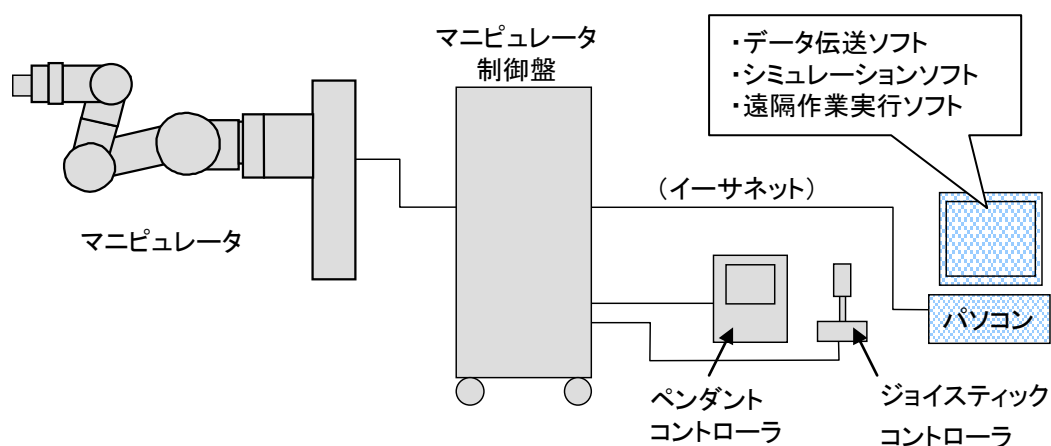 マニピュレータ
制御盤
・データ伝送ソフト
・シミュレーションソフト
・遠隔作業実行ソフト
（イーサネット）
マニピュレータ
パソコン
ペンダント
コントローラ
ジョイスティック
コントローラ